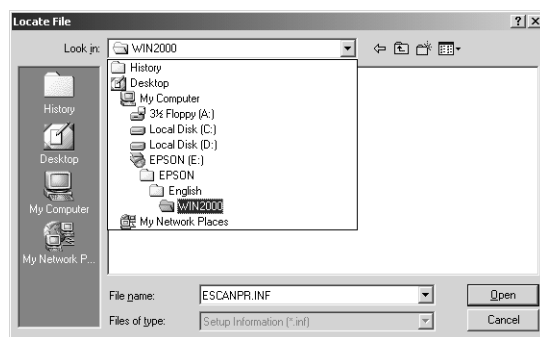 Locate File
Look in:
WIN2000
History
Desktop
My Computer
3½ Floppy (A:)
Local Disk (C:)
Local Disk (D:)
EPSON (E:)
EPSON
English
WIN2000
My Network Places
History
Desktop
My Computer
My Network P...
File name:
ESCANPR.INF
Open
Files of type:
Setup Information (*.inf)
Cancel